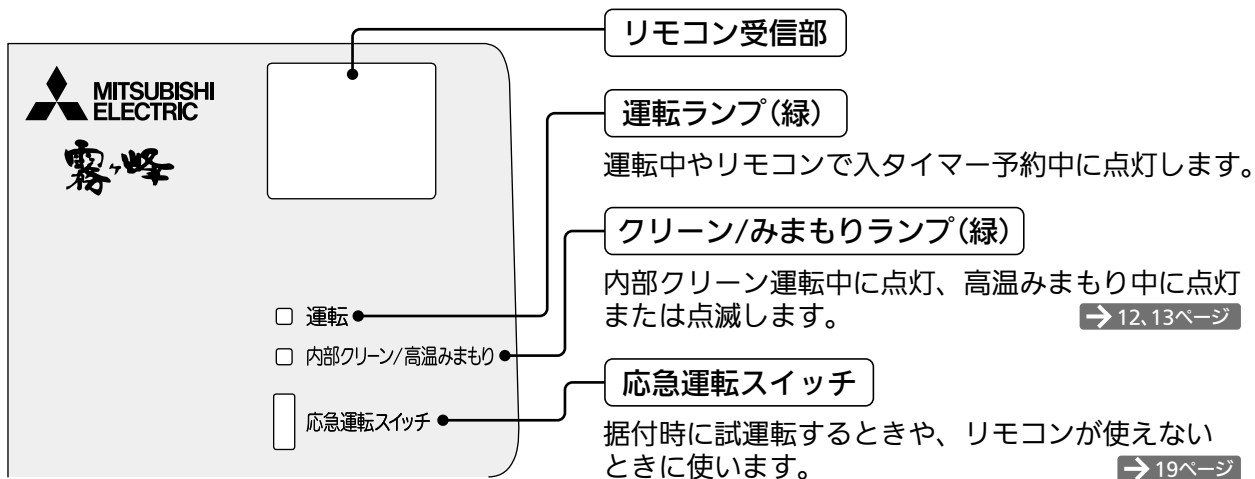 MITSUBISHI
ELECTRIC
霧ヶ峰
運転
内部クリーン/高温みまもり
応急運転スイッチ
リモコン受信部
運転ランプ(緑)
運転中やリモコンで入タイマー予約中に点灯します。
クリーン/みまもりランプ(緑)
内部クリーン運転中に点灯、高温みまもり中に点灯
または点滅します。
→12、13ページ
応急運転スイッチ
据付時に試運転するときや、リモコンが使えない
ときに使います。
→19ページ